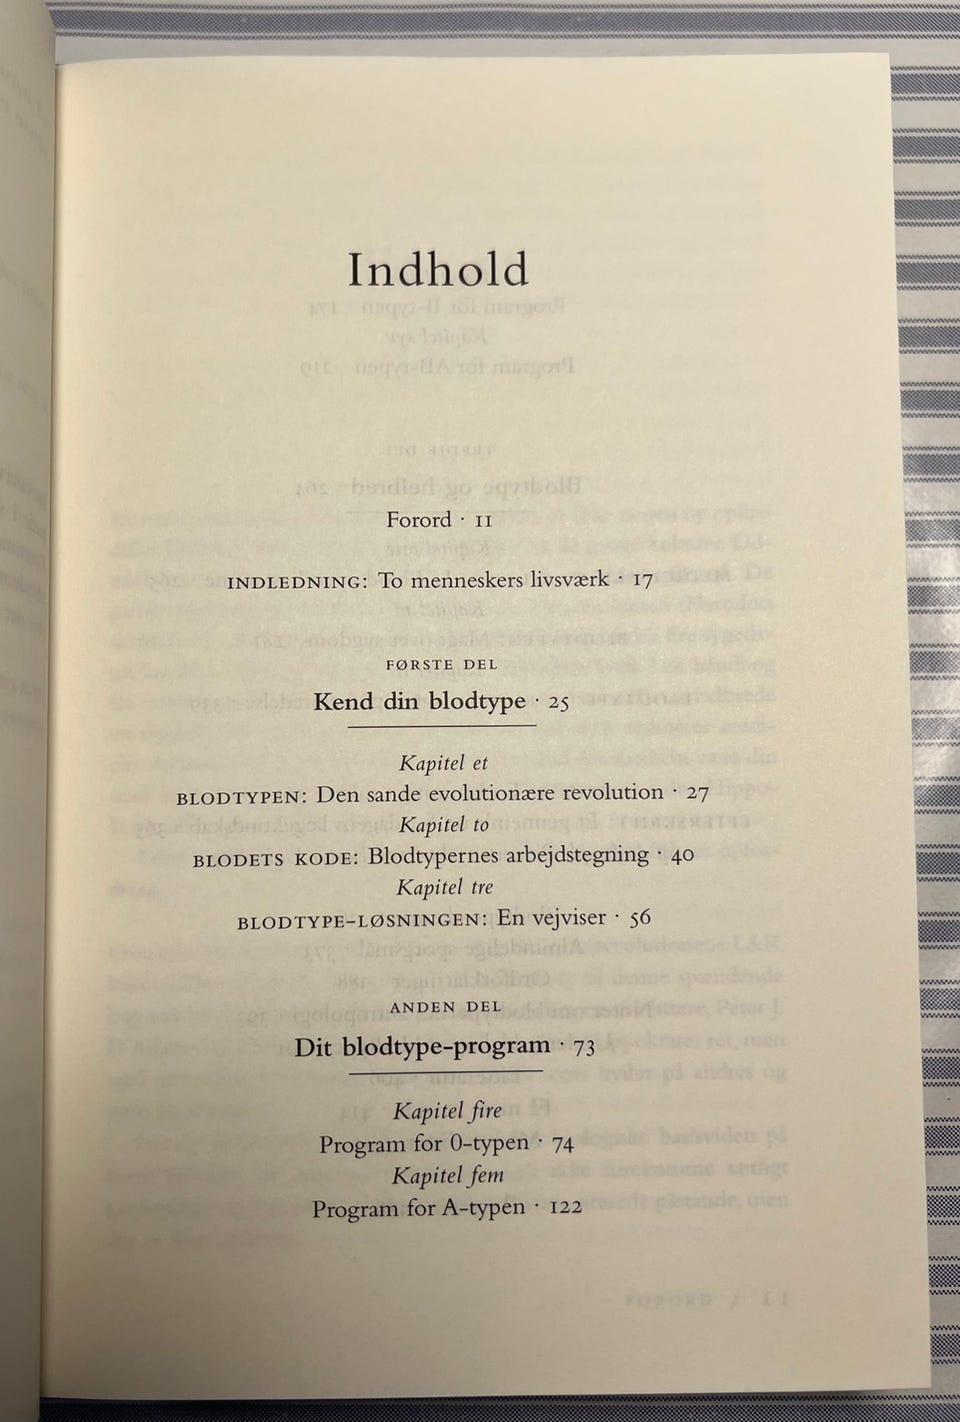 Indhold
Forord · 11
INDLEDNING: To menneskers livsværk · 17
FØRSTE DEL
Kend din blodtype · 25
Kapitel et
BLODTYPEN: Den sande evolutionære revolution · 27
Kapitel to
BLODETS KODE: Blodtypernes arbejdstegning · 40
Kapitel tre
BLODTYPE-LØSNINGEN: En vejviser · 56
ANDEN DEL
Dit blodtype-program · 73
Kapitel fire
Program for 0-typen · 74
Kapitel fem
Program for A-typen · 122